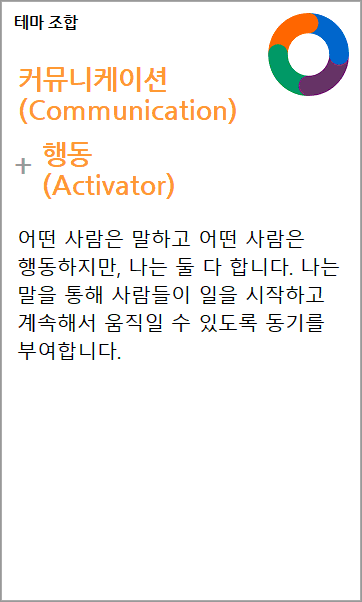 테마 조합
커뮤니케이션
(Communication)
+ 행동
(Activator)
어떤 사람은 말하고 어떤 사람은
행동하지만, 나는 둘 다 합니다. 나는
말을 통해 사람들이 일을 시작하고
계속해서 움직일 수 있도록 동기를
부여합니다.